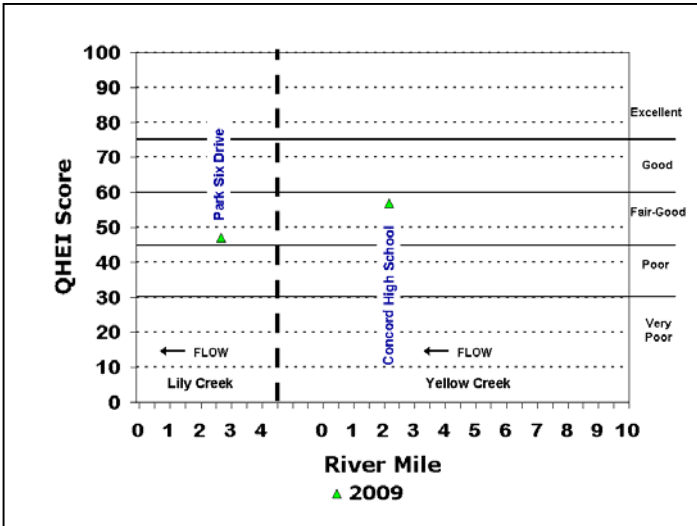 100
90
80
70
60
50
40
30
20
10
0
QHEI Score
Excellent
Good
Fair-Good
Poor
Very
Poor
Park Six Drive
Concord High School
FLOW
FLOW
Lily Creek
Yellow Creek
0 1 2 3 4 0 1 2 3 4 5 6 7 8 9 10
River Mile
2009